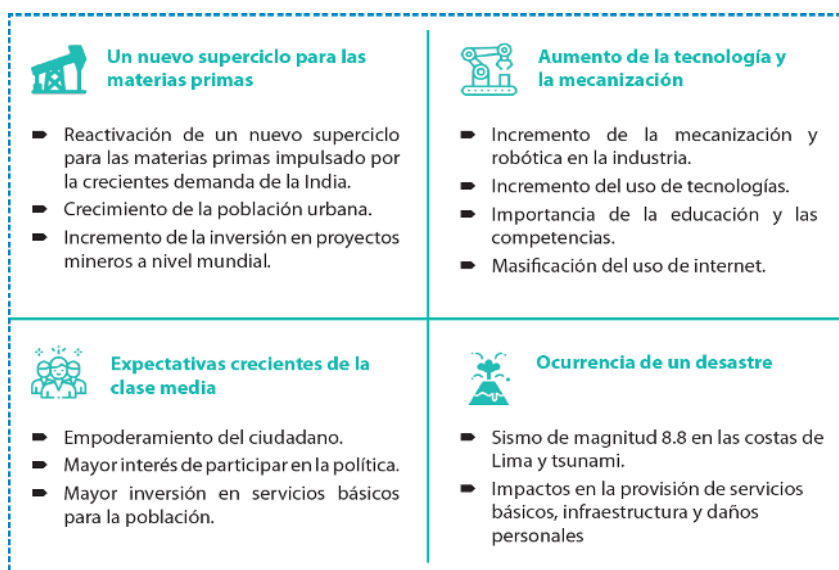 Un nuevo superciclo para las
materias primas
Reactivación de un nuevo superciclo
para las materias primas impulsado por
la crecientes demanda de la India.
Crecimiento de la población urbana.
Incremento de la inversión en proyectos
mineros a nivel mundial.
Aumento de la tecnología y
la mecanización
Incremento de la mecanización y
robótica en la industria.
Incremento del uso de tecnologías.
Importancia de la educación y las
competencias.
Masificación del uso de internet.
Expectativas crecientes de la
clase media
Empoderamiento del ciudadano.
Mayor interés de participar en la política.
Mayor inversión en servicios básicos
para la población.
Ocurrencia de un desastre
Sismo de magnitud 8.8 en las costas de
Lima y tsunami.
Impactos en la provisión de servicios
básicos, infraestructura y daños
personales